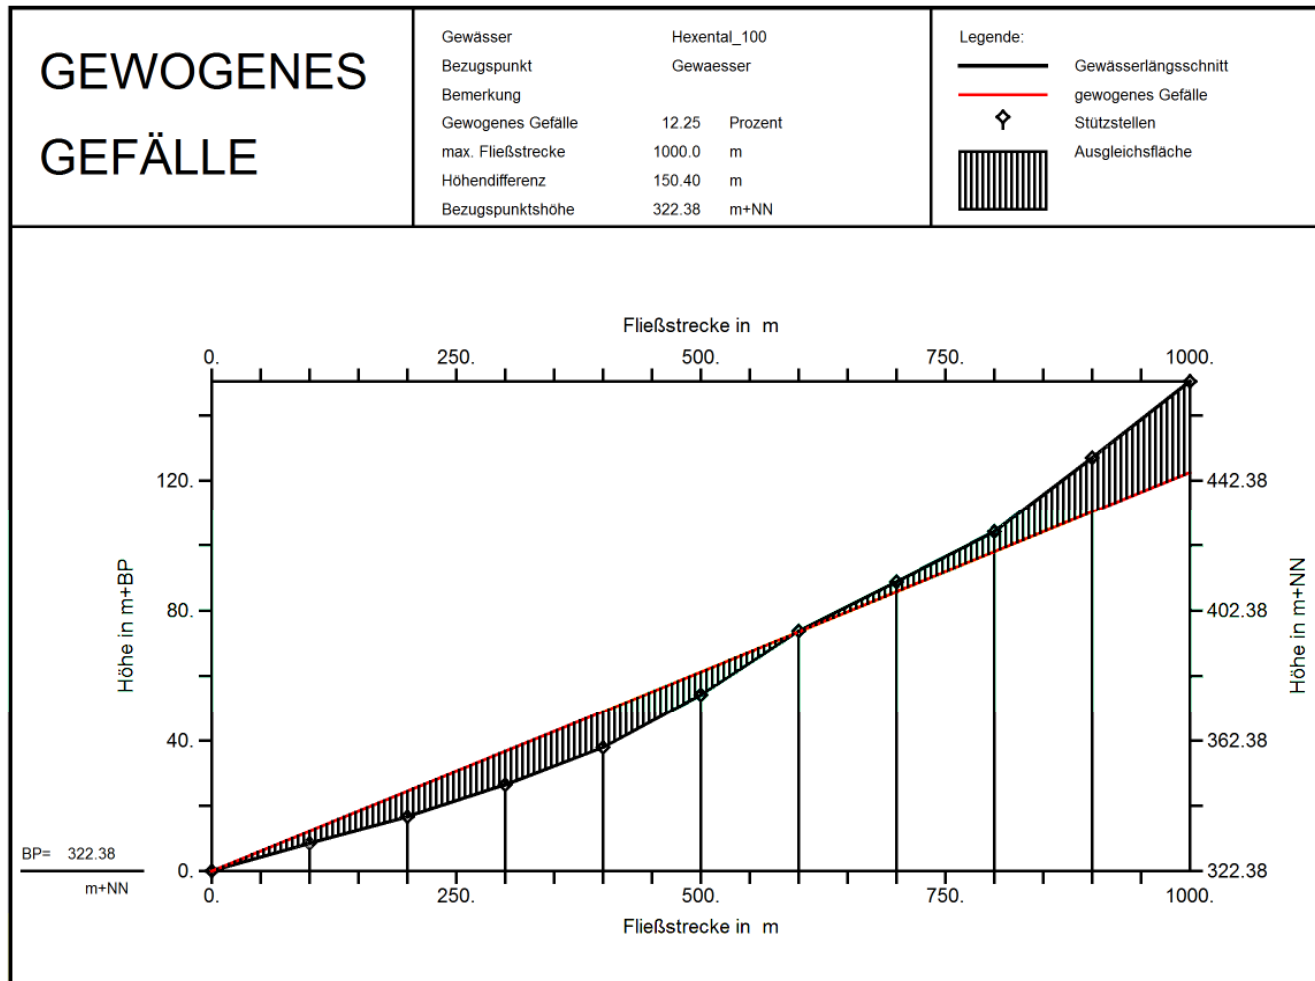 GEWOGENES
GEFÄLLE
Gewässer Hexental_100
Bezugspunkt Gewaesser
Bemerkung
Gewogenes Gefälle 12.25 Prozent
max. Fließstrecke 1000.0 m
Höhendifferenz 150.40 m
Bezugspunktshöhe 322.38 m+NN
Legende:
Gewässerlängsschnitt
gewogenes Gefälle
Stützstellen
Ausgleichsfläche
Fließstrecke in m
0. 250. 500. 750. 1000.
120. 442.38
80. 402.38
Höhe in m+BP
Höhe in m+NN
40. 362.38
BP= 322.38
m+NN
0. 322.38
0. 250. 500. 750. 1000.
Fließstrecke in m